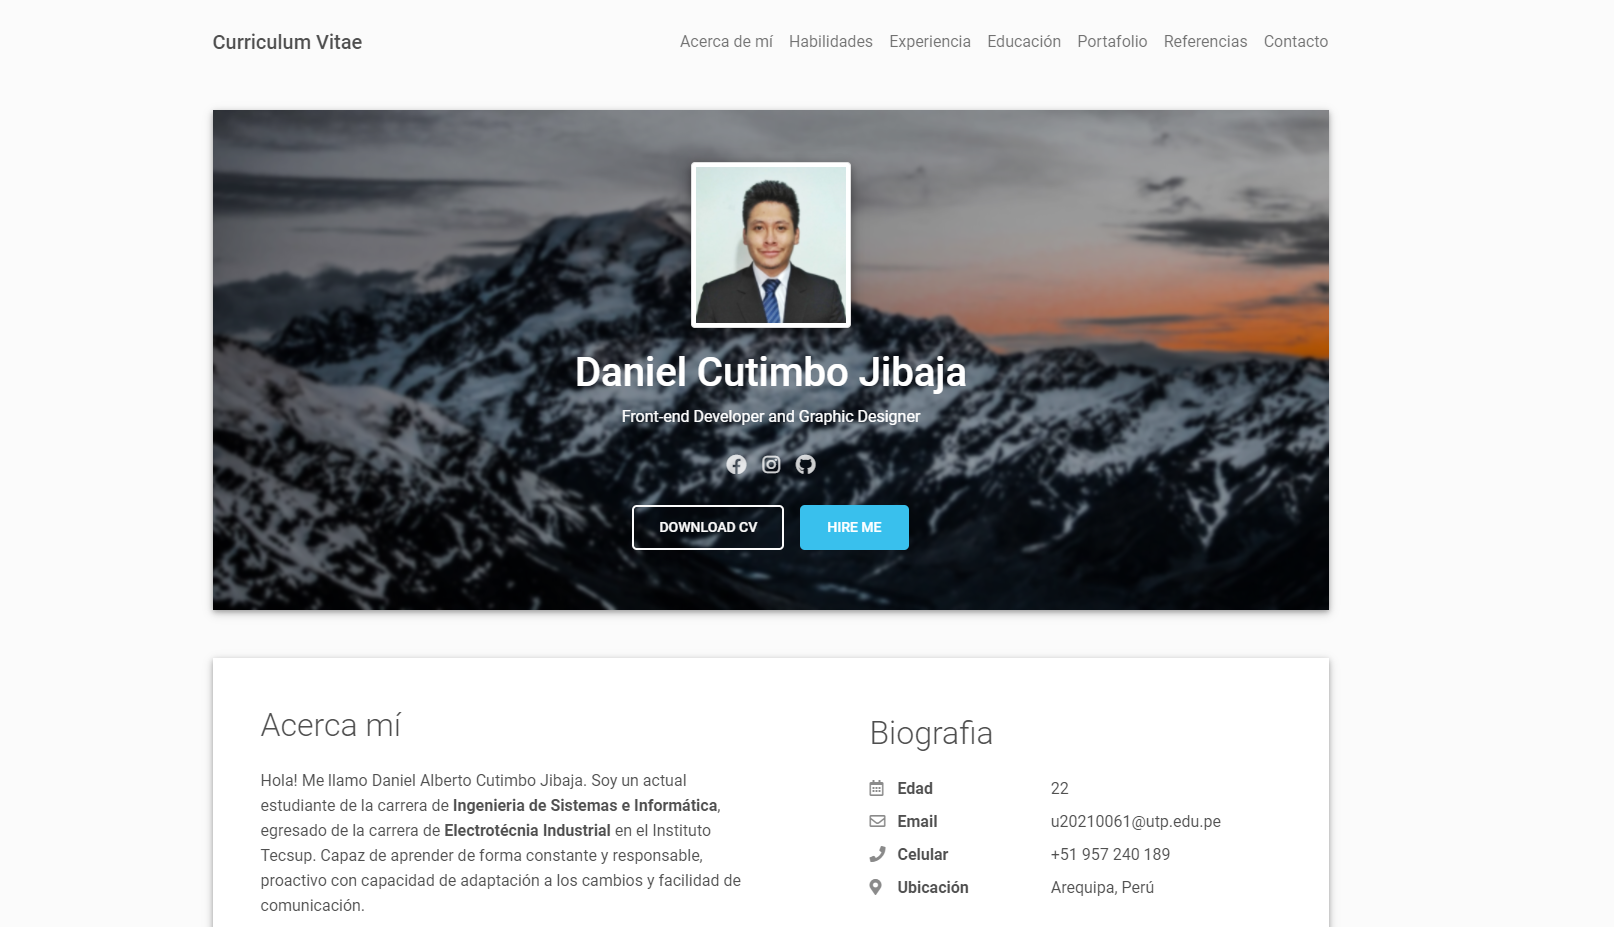 Curriculum Vitae
Acerca de mí Habilidades Experiencia Educación Portafolio Referencias Contacto
Daniel Cutimbo Jibaja
Front-end Developer and Graphic Designer
DOWNLOAD CV
HIRE ME
Acerca mí
Hola! Me llamo Daniel Alberto Cutimbo Jibaja. Soy un actual
estudiante de la carrera de Ingenieria de Sistemas e Informática,
egresado de la carrera de Electrotécnia Industrial en el Instituto
Tecsup. Capaz de aprender de forma constante y responsable,
proactivo con capacidad de adaptación a los cambios y facilidad de
comunicación.
Biografia
Edad 22
Email u20210061@utp.edu.pe
Celular +51 957 240 189
Ubicación Arequipa, Perú